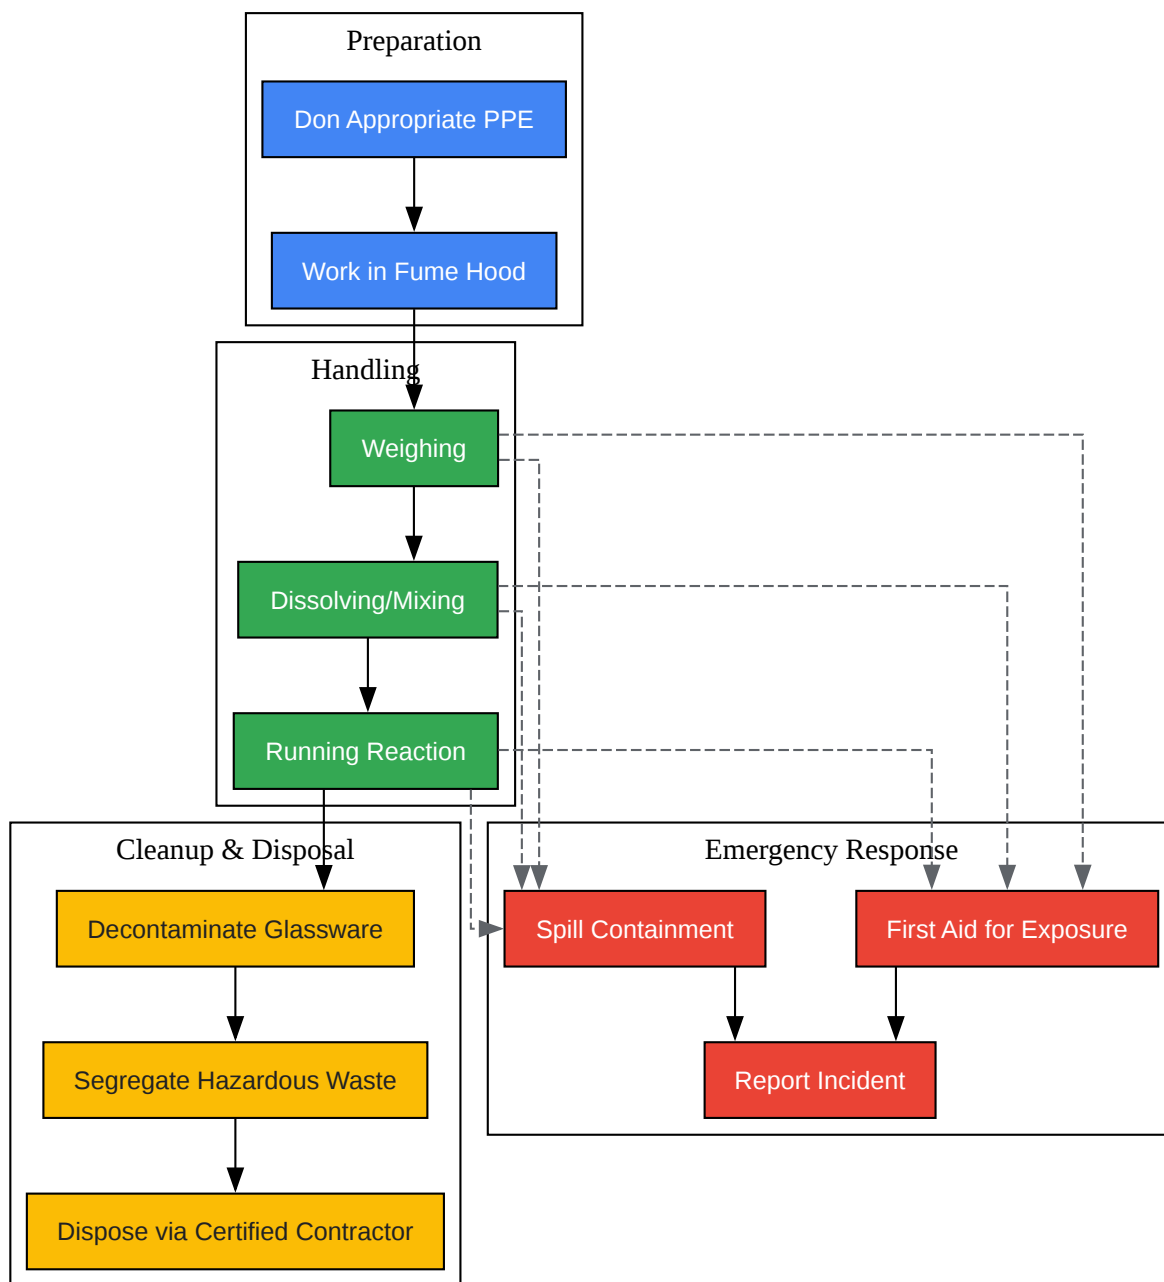 Preparation
Don Appropriate PPE
Work in Fume Hood
Handling
Weighing
Dissolving/Mixing
Running Reaction
Cleanup & Disposal
Decontaminate Glassware
Segregate Hazardous Waste
Dispose via Certified Contractor
Emergency Response
Spill Containment
First Aid for Exposure
Report Incident